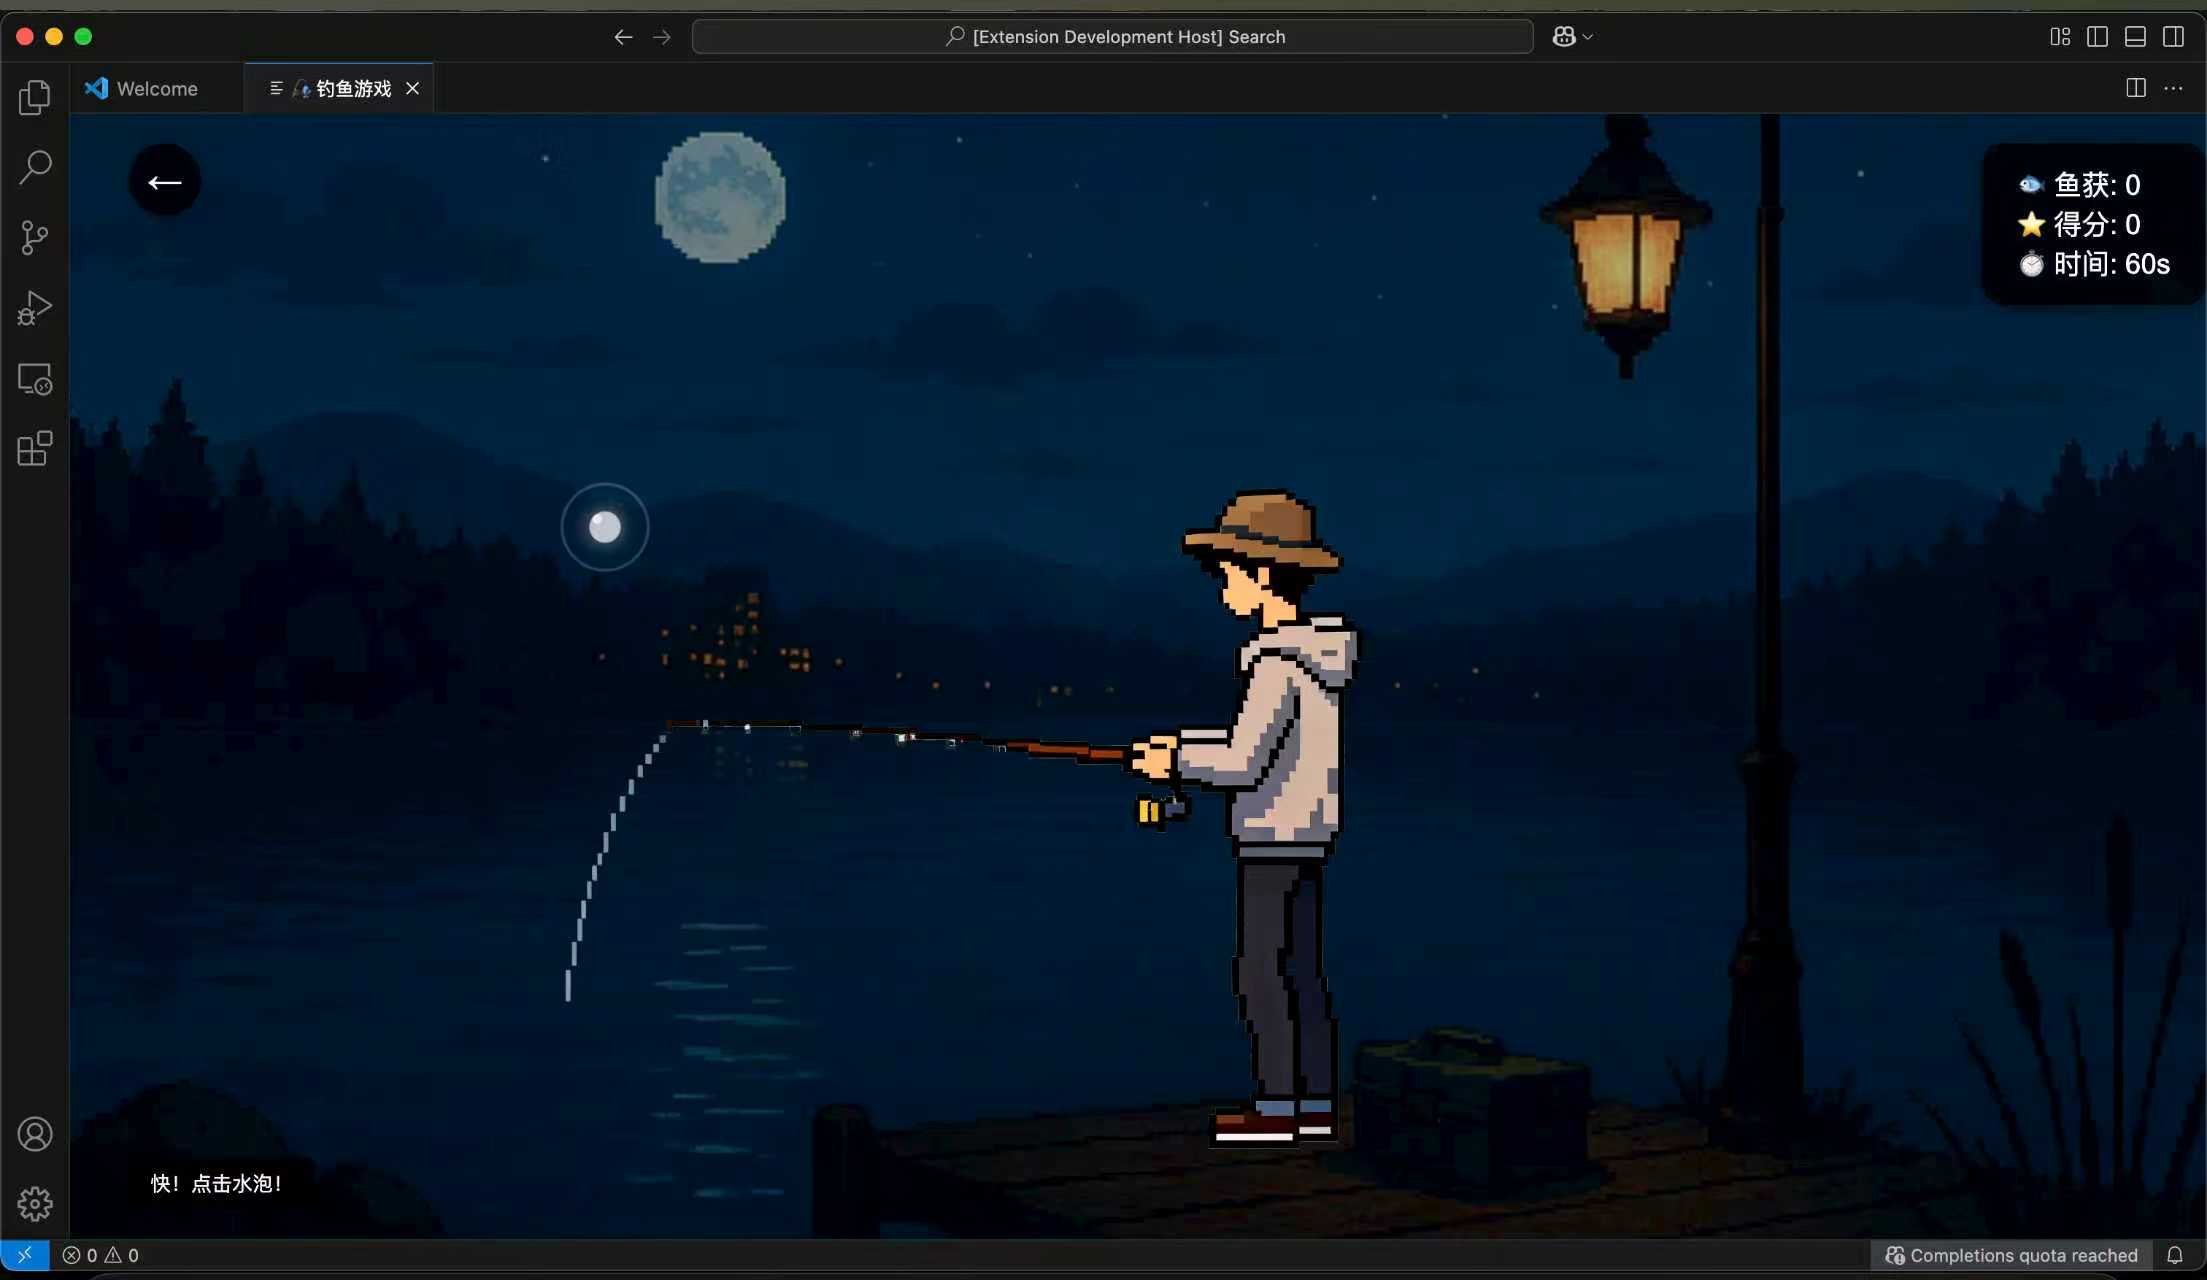 [Extension Development Host] Search
Welcome
钓鱼游戏
鱼获: 0
得分: 0
时间: 60s
快！点击水泡！
0 0
Completions quota reached